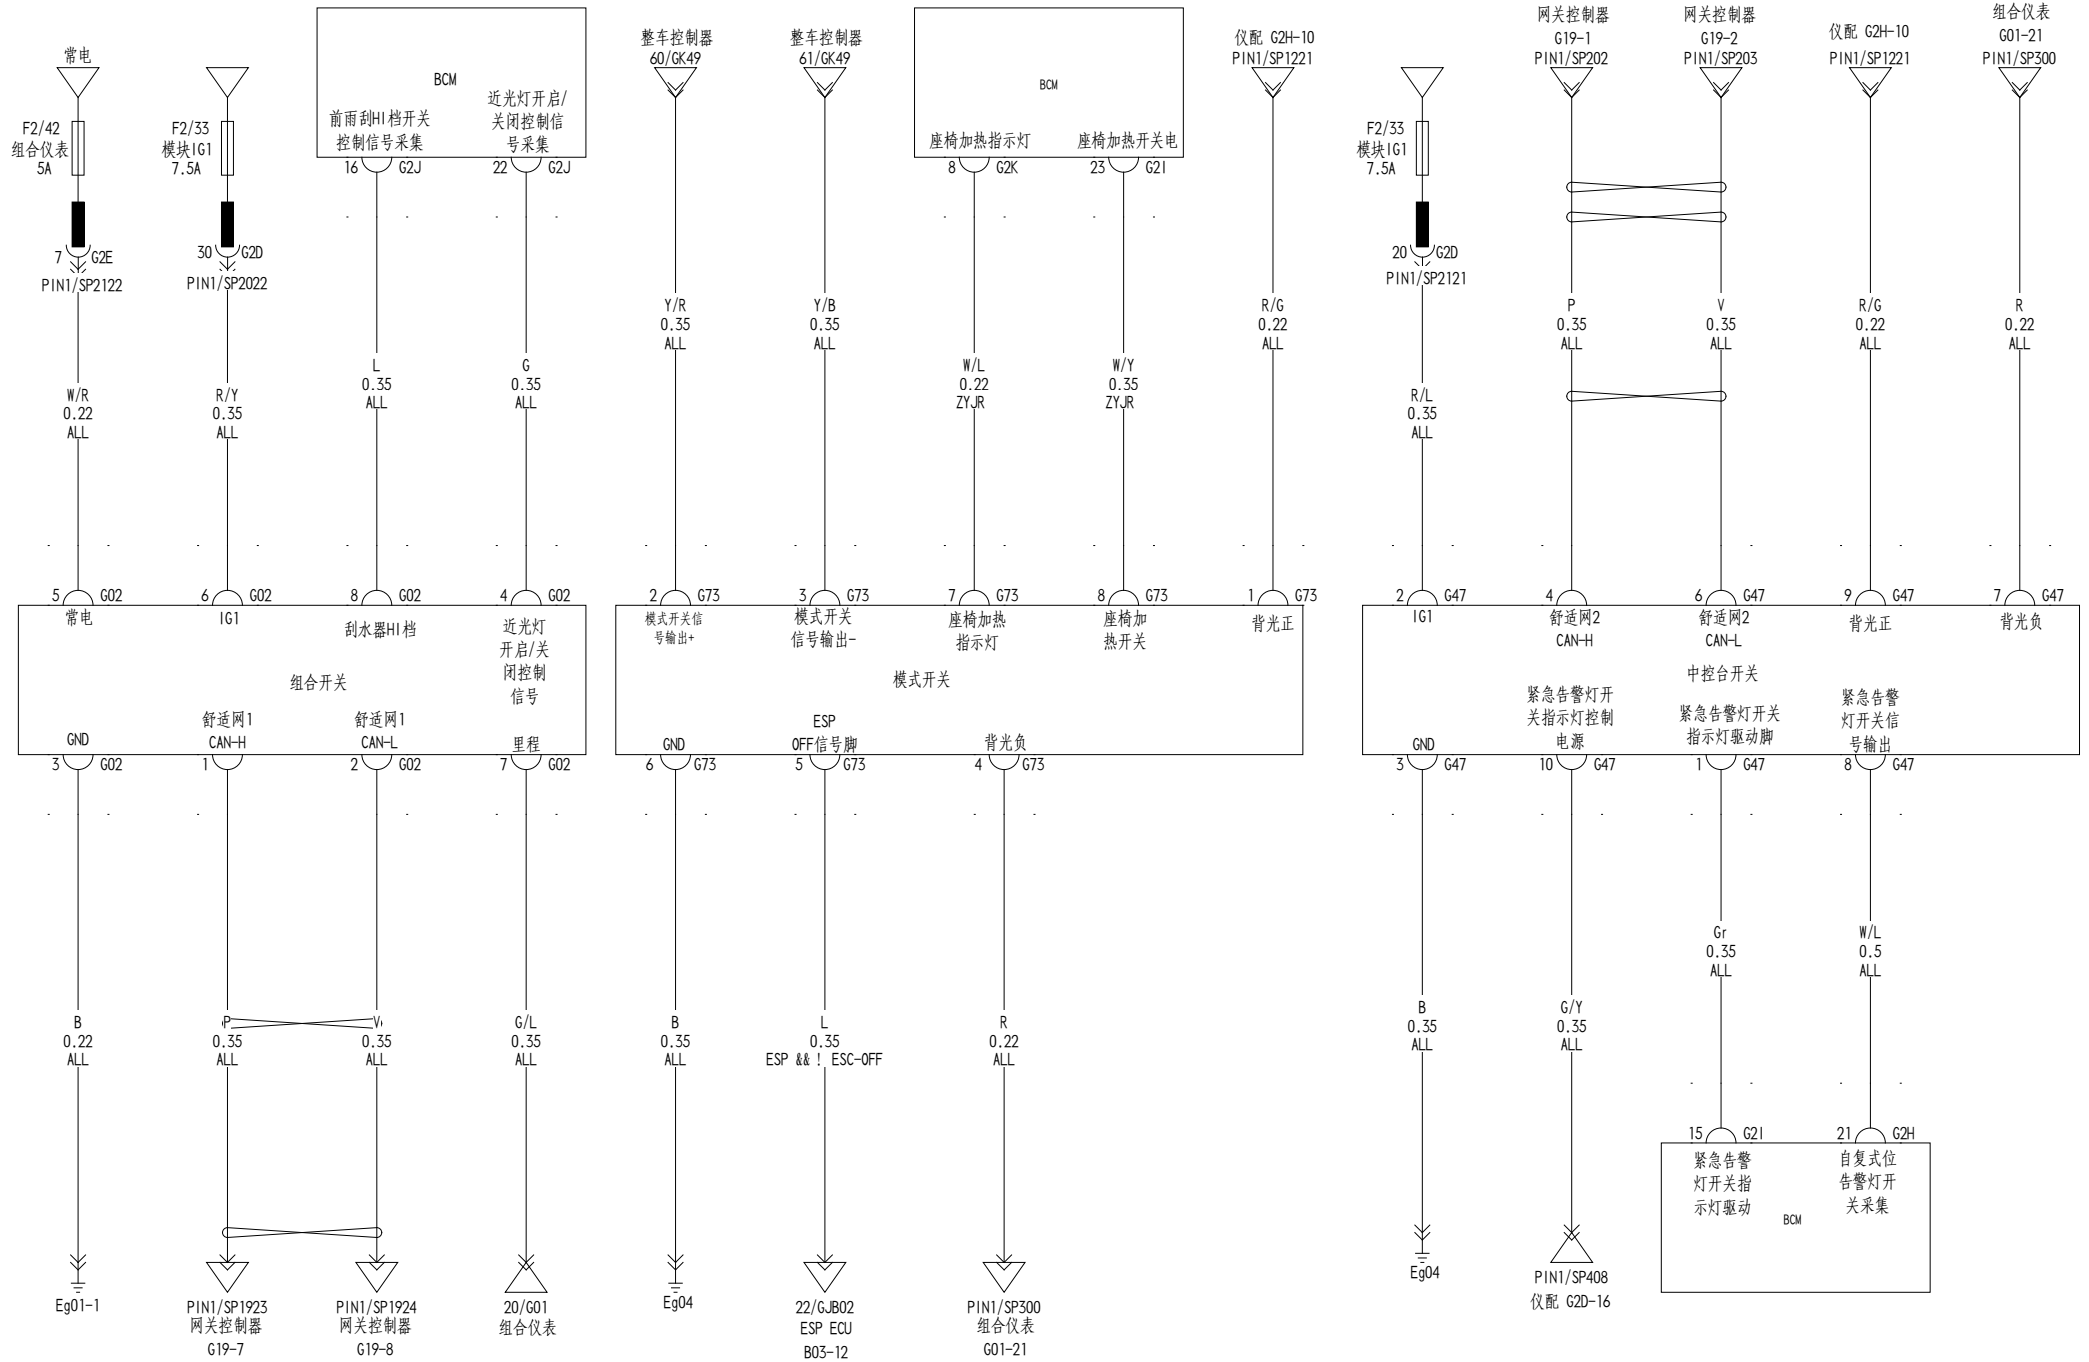 常电
F2/42
组合仪表
5A
7
G2E
PIN1/SP2122
W/R
0.22
ALL
F2/33
模块IG1
7.5A
30
G2D
PIN1/SP2022
R/Y
0.35
ALL
BCM
前雨刮HI档开关
控制信号采集
近光灯开启/
关闭控制信
号采集
16
G2J
22
G2J
L
0.35
ALL
G
0.35
ALL
整车控制器
60/GK49
Y/R
0.35
ALL
整车控制器
61/GK49
Y/B
0.35
ALL
BCM
座椅加热指示灯
座椅加热开关电
8
G2K
23
G2I
W/L
0.22
ZYJR
W/Y
0.35
ZYJR
仪配 G2H-10
PIN1/SP1221
R/G
0.22
ALL
F2/33
模块IG1
7.5A
20
G2D
PIN1/SP2121
R/L
0.35
ALL
网关控制器
G19-1
PIN1/SP202
P
0.35
ALL
网关控制器
G19-2
PIN1/SP203
V
0.35
ALL
仪配 G2H-10
PIN1/SP1221
R/G
0.22
ALL
组合仪表
G01-21
PIN1/SP300
R
0.22
ALL
5
G02
6
G02
8
G02
4
G02
常电
IG1
刮水器HI档
近光灯
开启/关
闭控制
信号
组合开关
GND
舒适网1
CAN-H
舒适网1
CAN-L
里程
3
G02
1
2
G02
7
G02
2
G73
3
G73
7
G73
8
G73
1
G73
模式开关信
号输出+
模式开关
信号输出-
座椅加热
指示灯
座椅加
热开关
背光正
模式开关
GND
ESP
OFF信号脚
背光负
6
G73
5
G73
4
G73
2
G47
4
G47
6
G47
9
G47
7
G47
IG1
舒适网2
CAN-H
舒适网2
CAN-L
背光正
背光负
中控台开关
GND
紧急告警灯开
关指示灯控制
电源
紧急告警灯开关
指示灯驱动脚
紧急告警
灯开关信
号输出
3
G47
10
G47
1
G47
8
G47
B
0.22
ALL
Eg01-1
P
0.35
ALL
PIN1/SP1923
网关控制器
G19-7
V
0.35
ALL
PIN1/SP1924
网关控制器
G19-8
G/L
0.35
ALL
20/G01
组合仪表
B
0.35
ALL
Eg04
L
0.35
ESP && ! ESC-OFF
22/GJB02
ESP ECU
B03-12
R
0.22
ALL
PIN1/SP300
组合仪表
G01-21
B
0.35
ALL
Eg04
G/Y
0.35
ALL
PIN1/SP408
仪配 G2D-16
Gr
0.35
ALL
W/L
0.5
ALL
15
G2I
21
G2H
紧急告警
灯开关指
示灯驱动
自复式位
告警灯开
关采集
BCM